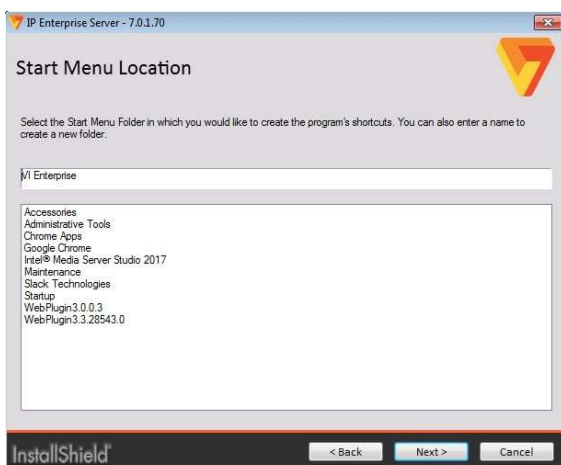 IP Enterprise Server - 7.0.1.70
Start Menu Location
Select the Start Menu Folder in which you would like to create the program's shortcuts. You can also enter a name to
create a new folder.
VI Enterprise
Accessories
Administrative Tools
Chrome Apps
Google Chrome
Intel® Media Server Studio 2017
Maintenance
Slack Technologies
Startup
WebPlugin3.0.0.3
WebPlugin3.3.28543.0
InstallShield
< Back Next > Cancel